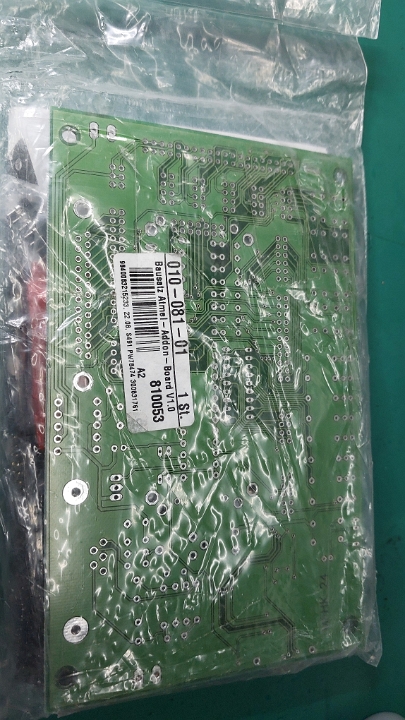 010-081-01 1 St.
Bausatz Atmel-Addon-Board V1.0
A2 810053